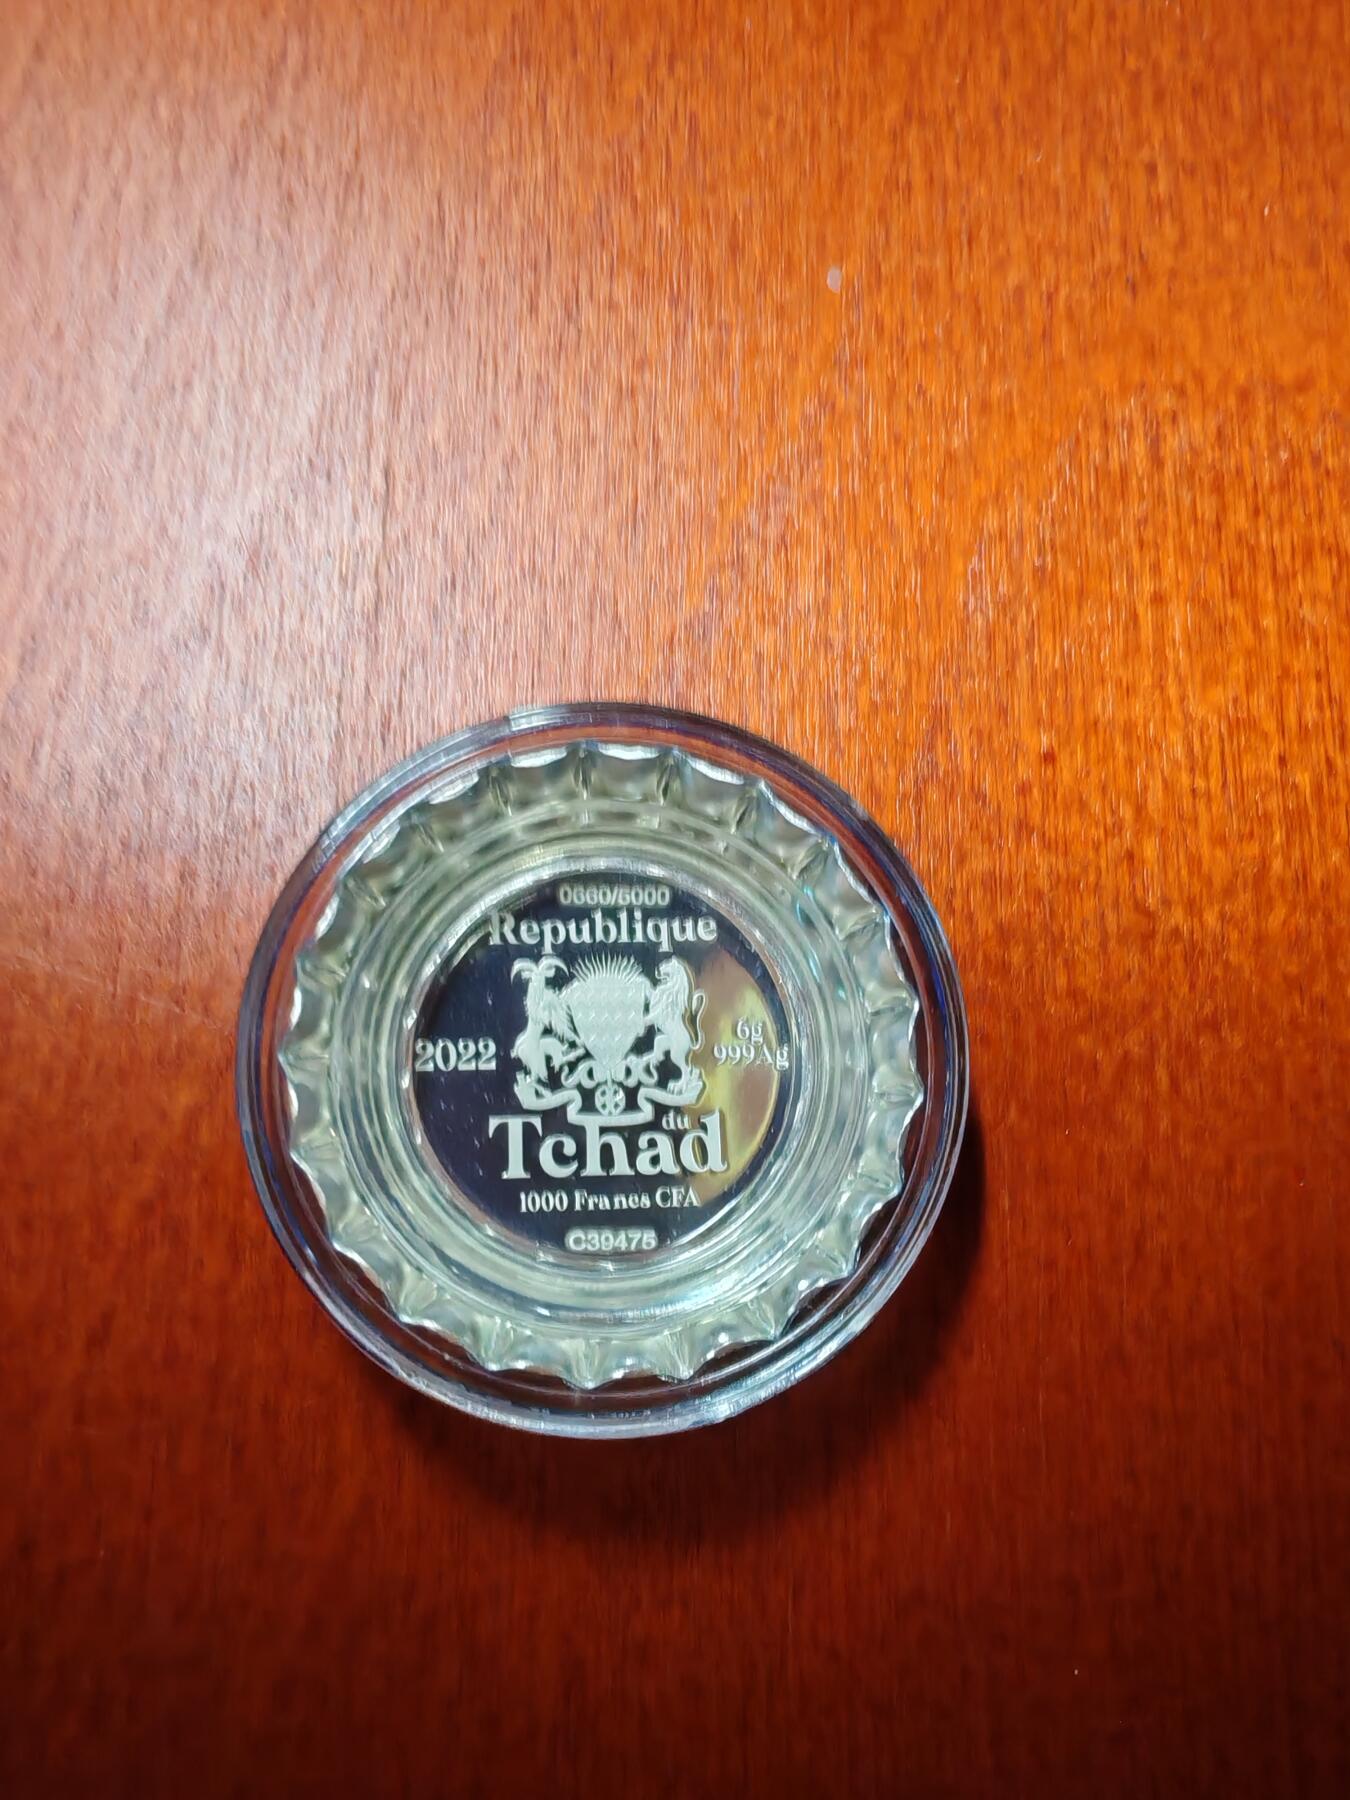 0660/5000
Republique
2022
6g
999Ag
du
Tchad
1000 Francs CFA
C39475